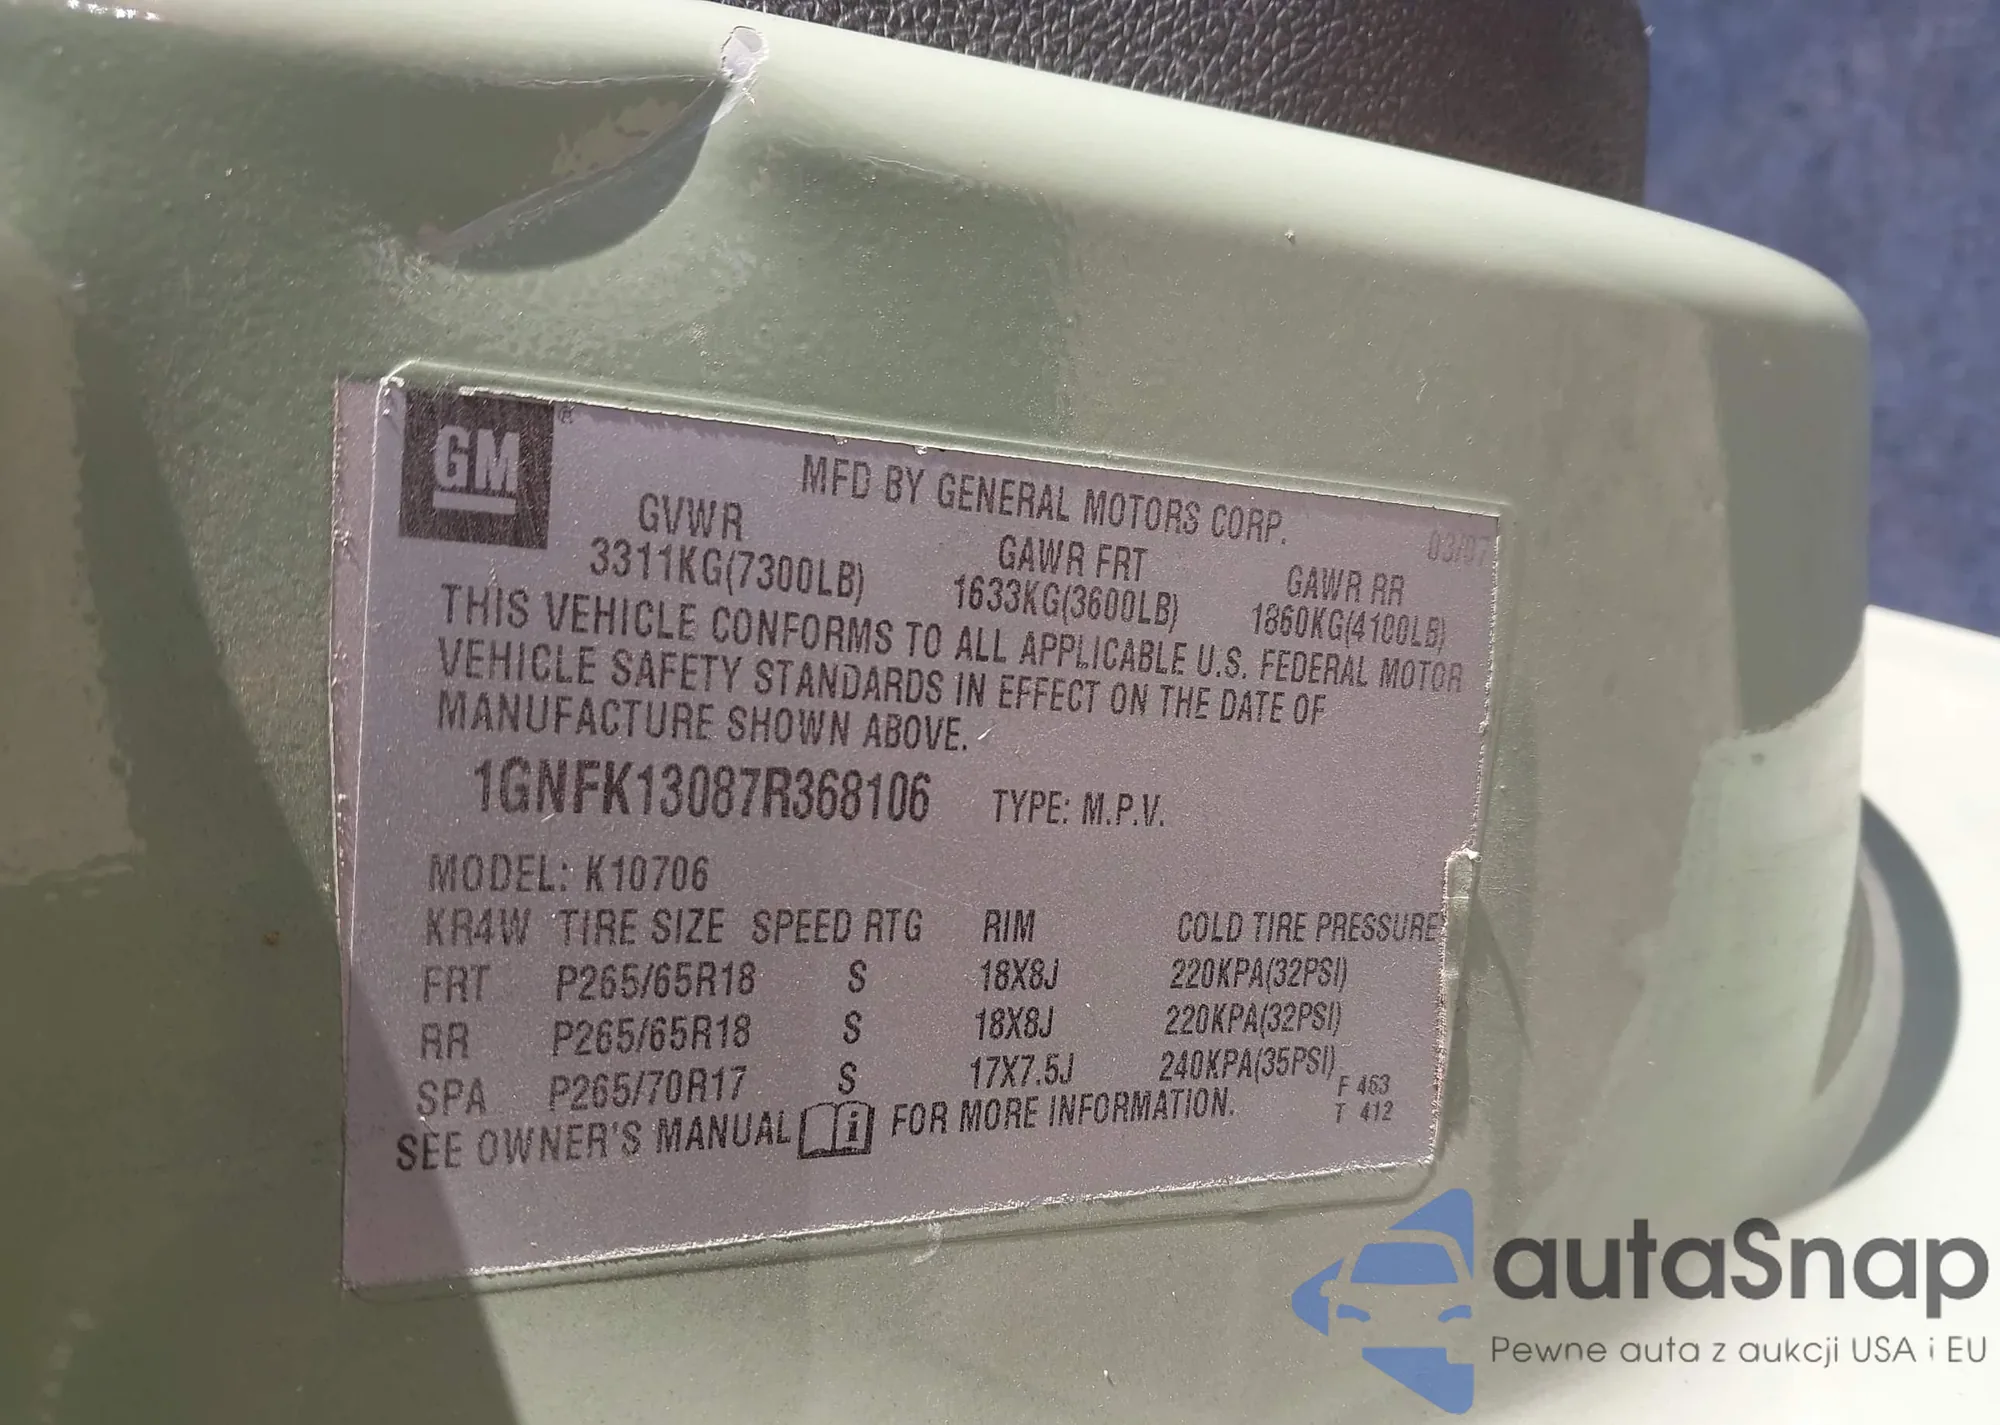 GM ®
MFD BY GENERAL MOTORS CORP.
03/07
GVWR GAWR FRT GAWR RR
3311KG(7300LB) 1633KG(3600LB) 1860KG(4100LB)
THIS VEHICLE CONFORMS TO ALL APPLICABLE U.S. FEDERAL MOTOR
VEHICLE SAFETY STANDARDS IN EFFECT ON THE DATE OF
MANUFACTURE SHOWN ABOVE.
1GNFK13087R368106 TYPE: M.P.V.
MODEL: K10706
KR4W TIRE SIZE SPEED RTG RIM COLD TIRE PRESSURE
FRT P265/65R18 S 18X8J 220KPA(32PSI)
RR P265/65R18 S 18X8J 220KPA(32PSI)
SPA P265/70R17 S 17X7.5J 240KPA(35PSI)
F 463
T 412
SEE OWNER'S MANUAL i FOR MORE INFORMATION.
autaSnap
Pewne auta z aukcji USA i EU